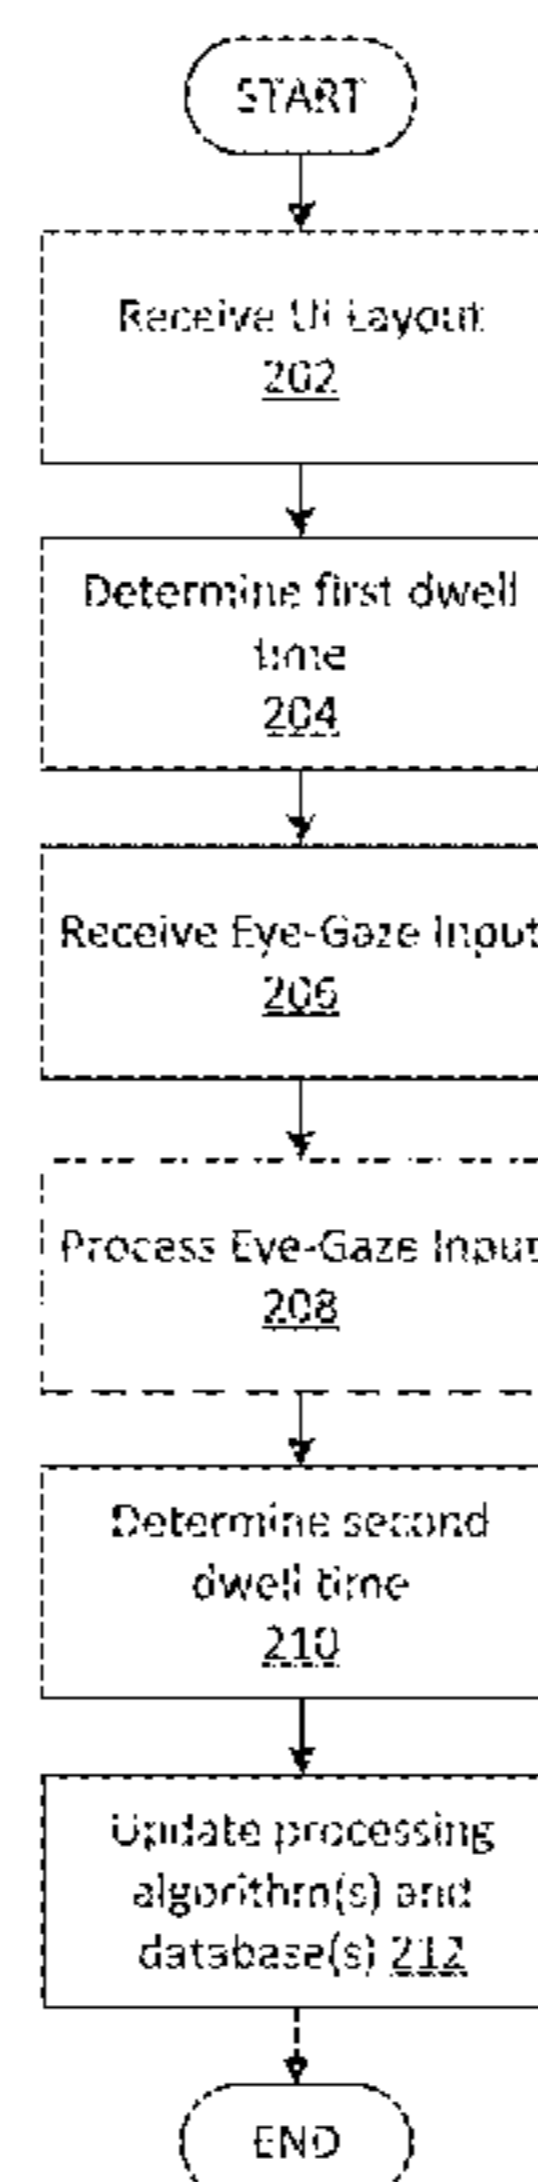 START
Receive UI Layout
202
Determine first dwell
time
204
Receive Eye-Gaze Input
206
Process Eye-Gaze Input
208
Determine second
dwell time
210
Update processing
algorithm(s) and
database(s) 212
END